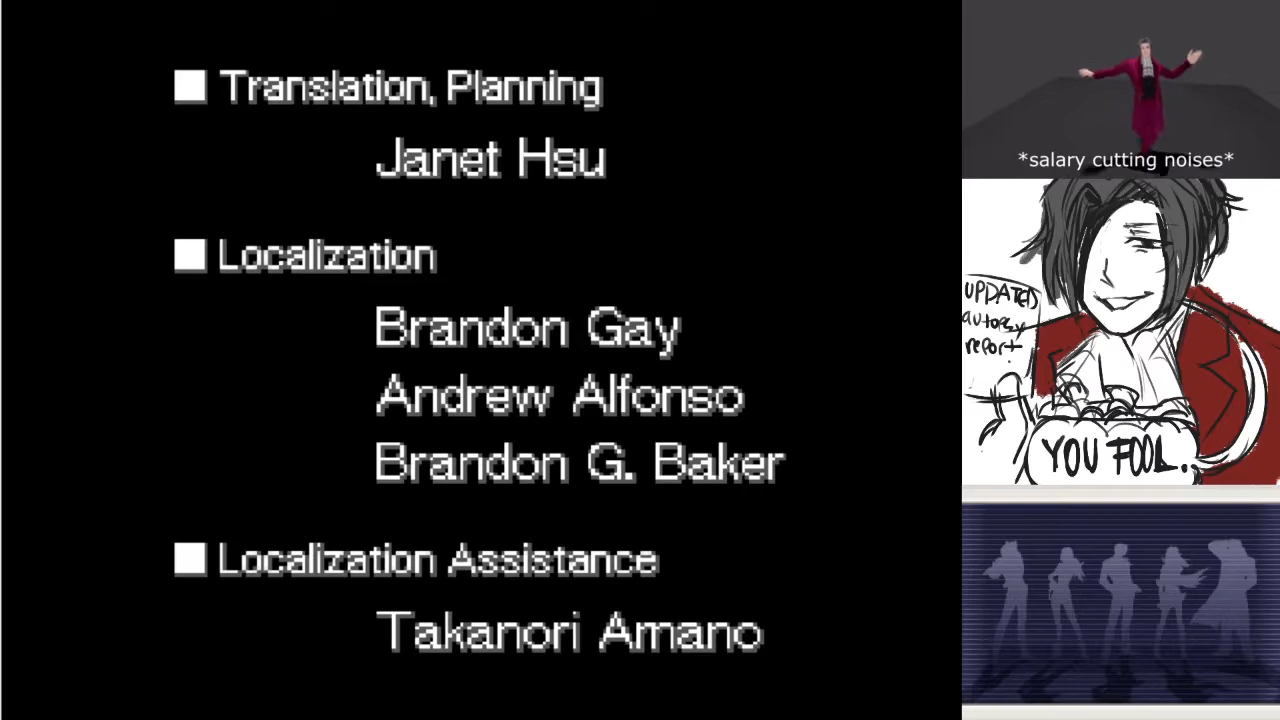 Translation, Planning
Janet Hsu
Localization
Brandon Gay
Andrew Alfonso
Brandon G. Baker
Localization Assistance
Takanori Amano
*salary cutting noises*
UPDATED
autopsy
report
YOU FOOL.